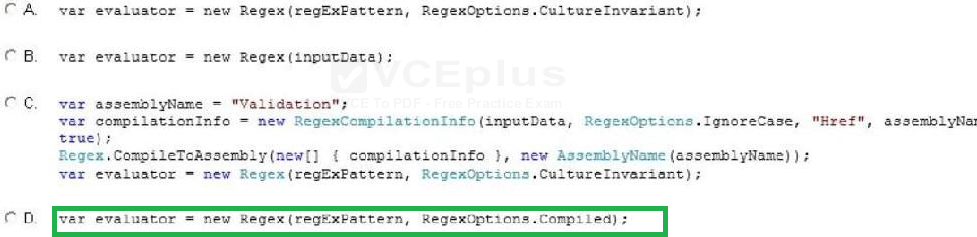 A. var evaluator = new Regex(regExPattern, RegexOptions.CultureInvariant);
B. var evaluator = new Regex(inputData);
VCEplus
CE To PDF - Free Practice Exam
C. var assemblyName = "Validation";
var compilationInfo = new RegexCompilationInfo(inputData, RegexOptions.IgnoreCase, "Href", assemblyNam
true);
Regex.CompileToAssembly(new[] { compilationInfo }, new AssemblyName(assemblyName));
var evaluator = new Regex(regExPattern, RegexOptions.CultureInvariant);
D. var evaluator = new Regex(regExPattern, RegexOptions.Compiled);